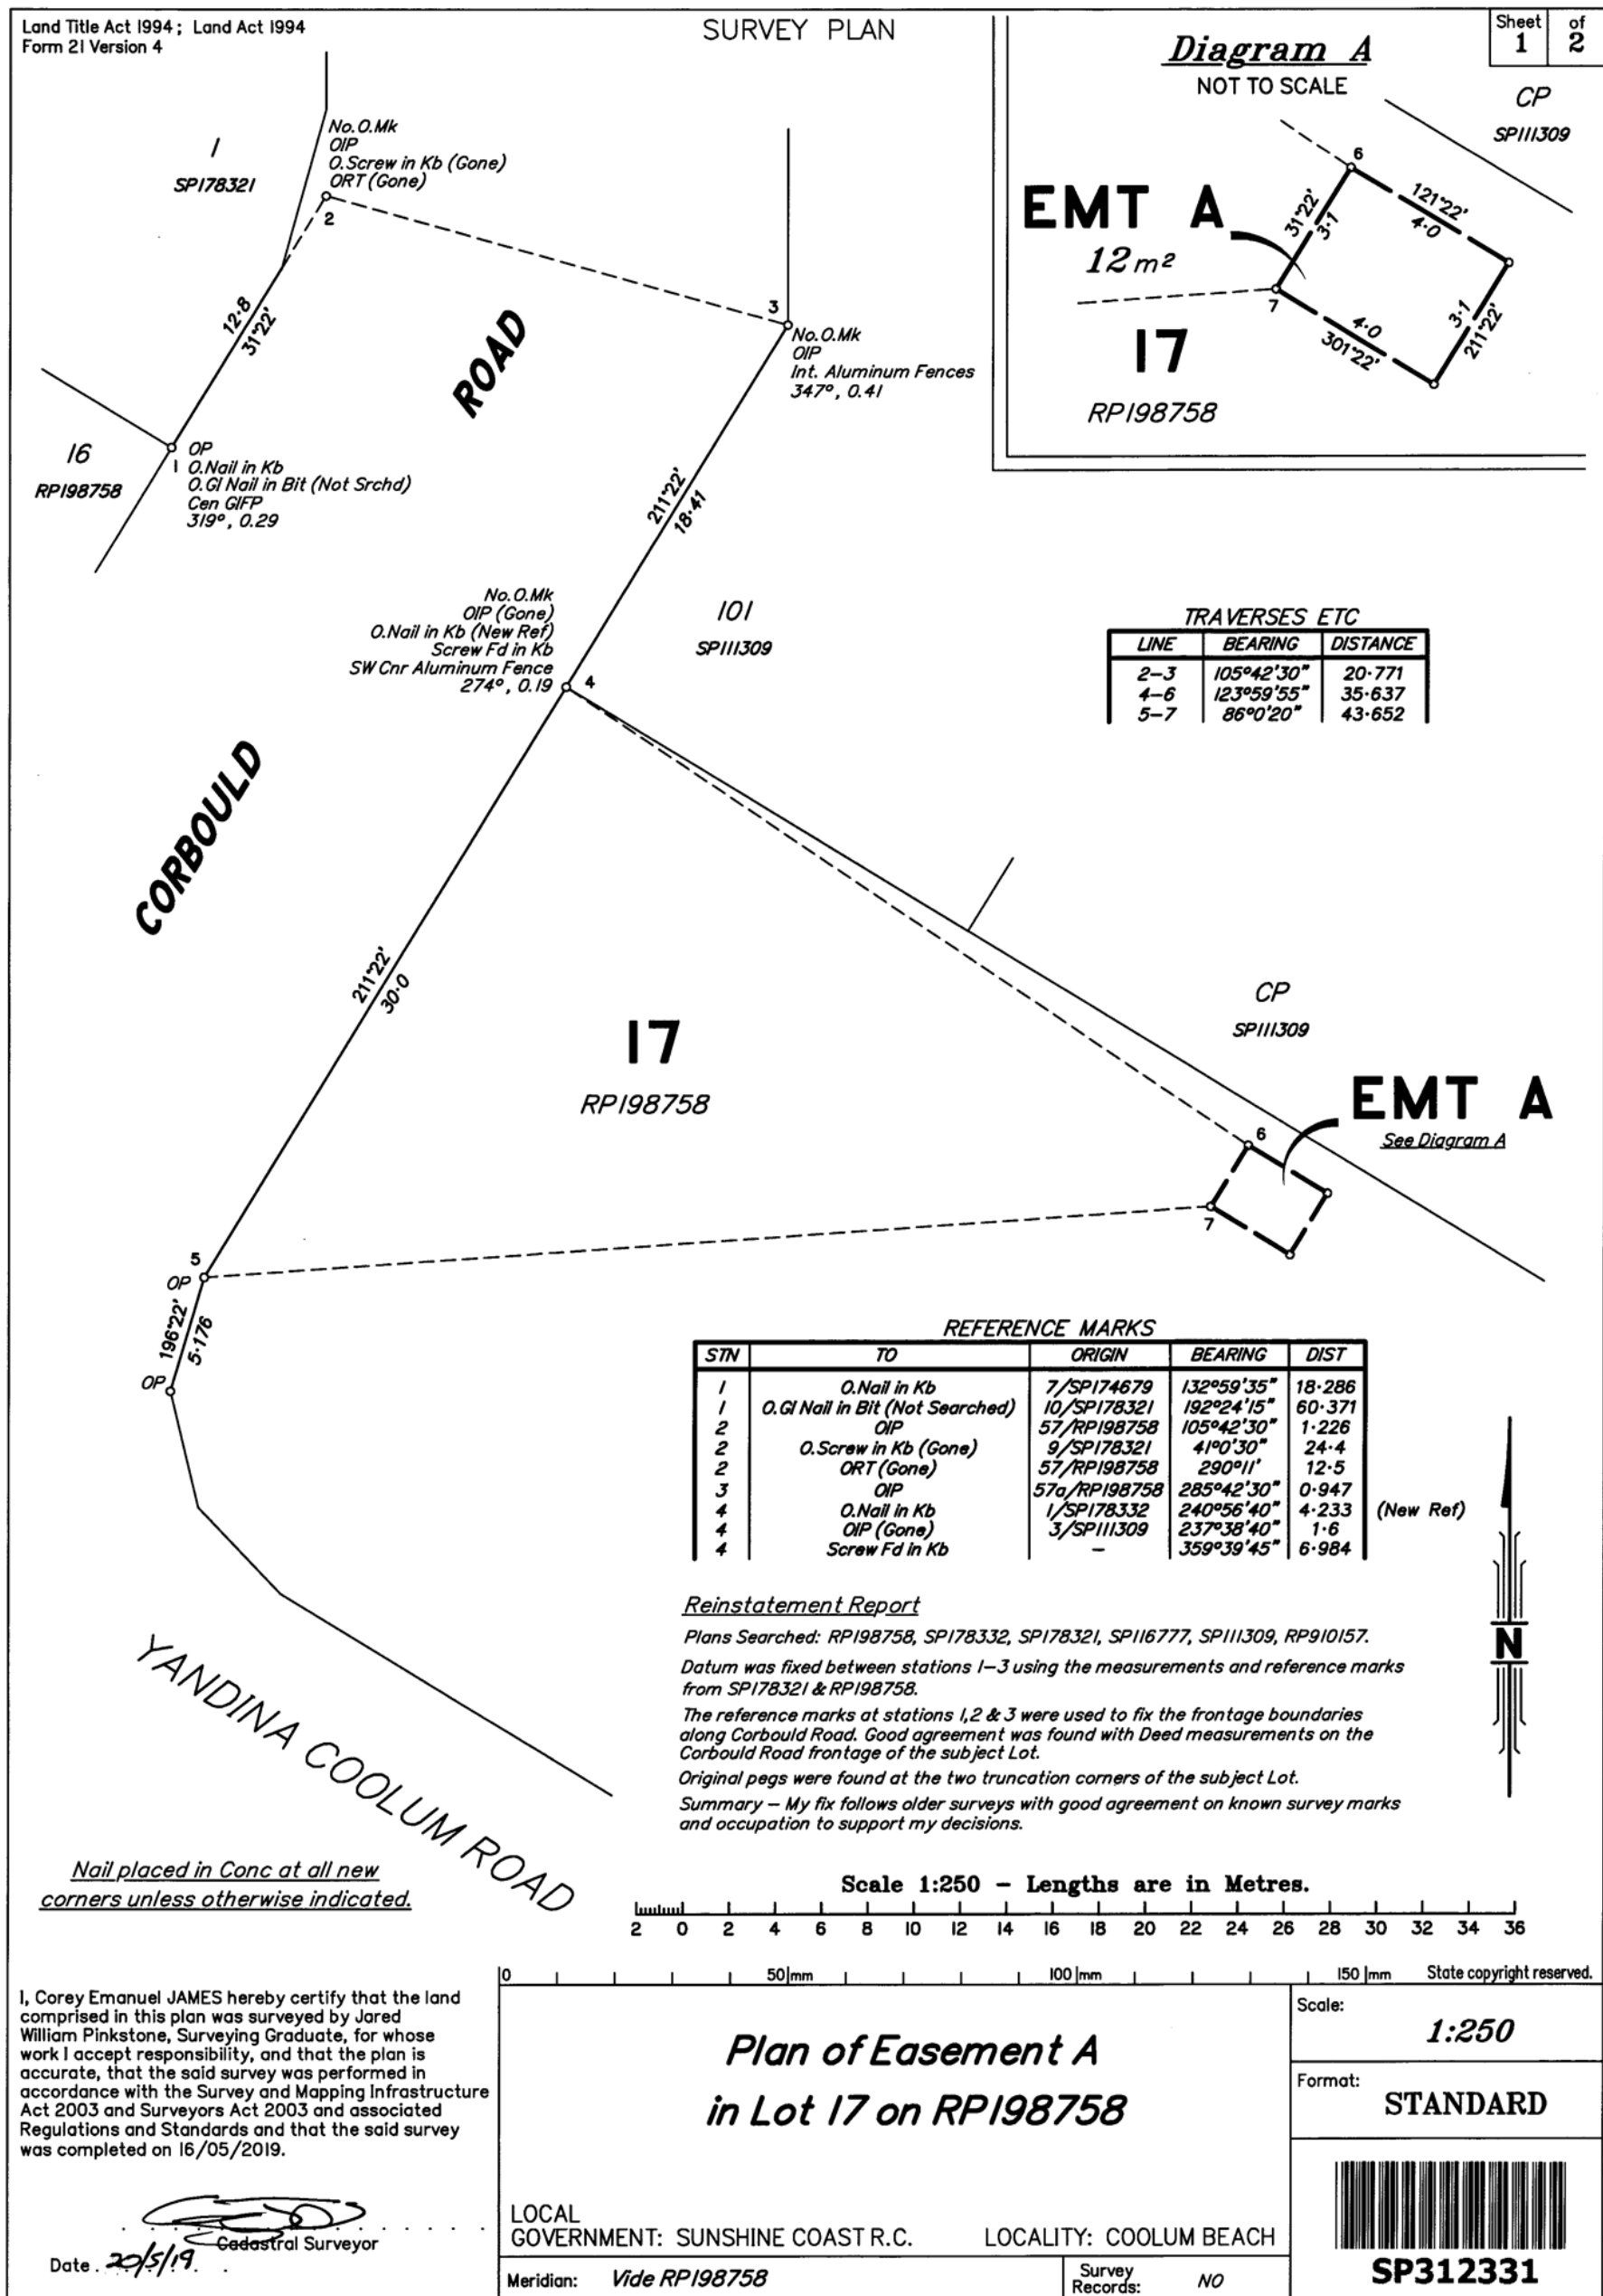 Land Title Act 1994 ; Land Act 1994
Form 21 Version 4
SURVEY PLAN
Sheet 1 of 2
Diagram A
NOT TO SCALE
CP
SP111309
6
31°22'
3·1
121°22'
4·0
EMT A
12 m²
7
4·0
301°22'
3·1
211°22'
17
RP198758
1
SP178321
No. O.Mk
OIP
O.Screw in Kb (Gone)
ORT (Gone)
2
12·8
31°22'
ROAD
3
No. O.Mk
OIP
Int. Aluminum Fences
347°, 0.41
16
RP198758
OP
1
O.Nail in Kb
O.GI Nail in Bit (Not Srchd)
Cen GIFP
319°, 0.29
211°22'
18·41
No. O.Mk
OIP (Gone)
O.Nail in Kb (New Ref)
Screw Fd in Kb
SW Cnr Aluminum Fence
274°, 0.19
4
101
SP111309
TRAVERSES ETC
LINE BEARING DISTANCE
2–3 105°42'30" 20·771
4–6 123°59'55" 35·637
5–7 86°0'20" 43·652
CORBOULD
211°22'
30·0
17
RP198758
CP
SP111309
EMT A
See Diagram A
6
7
5
OP
196°22'
5·176
OP
REFERENCE MARKS
STN TO ORIGIN BEARING DIST
1 O.Nail in Kb 7/SP174679 132°59'35" 18·286
1 O.GI Nail in Bit (Not Searched) 10/SP178321 192°24'15" 60·371
2 OIP 57/RP198758 105°42'30" 1·226
2 O.Screw in Kb (Gone) 9/SP178321 41°0'30" 24·4
2 ORT (Gone) 57/RP198758 290°11' 12·5
3 OIP 57a/RP198758 285°42'30" 0·947
4 O.Nail in Kb 1/SP178332 240°56'40" 4·233 (New Ref)
4 OIP (Gone) 3/SP111309 237°38'40" 1·6
4 Screw Fd in Kb – 359°39'45" 6·984
Reinstatement Report
Plans Searched: RP198758, SP178332, SP178321, SP116777, SP111309, RP910157.
Datum was fixed between stations 1–3 using the measurements and reference marks
from SP178321 & RP198758.
The reference marks at stations 1,2 & 3 were used to fix the frontage boundaries
along Corbould Road. Good agreement was found with Deed measurements on the
Corbould Road frontage of the subject Lot.
Original pegs were found at the two truncation corners of the subject Lot.
Summary – My fix follows older surveys with good agreement on known survey marks
and occupation to support my decisions.
N
YANDINA COOLUM ROAD
Nail placed in Conc at all new
corners unless otherwise indicated.
Scale 1:250 – Lengths are in Metres.
2 0 2 4 6 8 10 12 14 16 18 20 22 24 26 28 30 32 34 36
0 50 mm 100 mm 150 mm State copyright reserved.
I, Corey Emanuel JAMES hereby certify that the land
comprised in this plan was surveyed by Jared
William Pinkstone, Surveying Graduate, for whose
work I accept responsibility, and that the plan is
accurate, that the said survey was performed in
accordance with the Survey and Mapping Infrastructure
Act 2003 and Surveyors Act 2003 and associated
Regulations and Standards and that the said survey
was completed on 16/05/2019.
Cadastral Surveyor
Date 20/5/19
Plan of Easement A
in Lot 17 on RP198758
LOCAL
GOVERNMENT: SUNSHINE COAST R.C. LOCALITY: COOLUM BEACH
Meridian: Vide RP198758
Survey
Records: NO
Scale:
1:250
Format:
STANDARD
SP312331